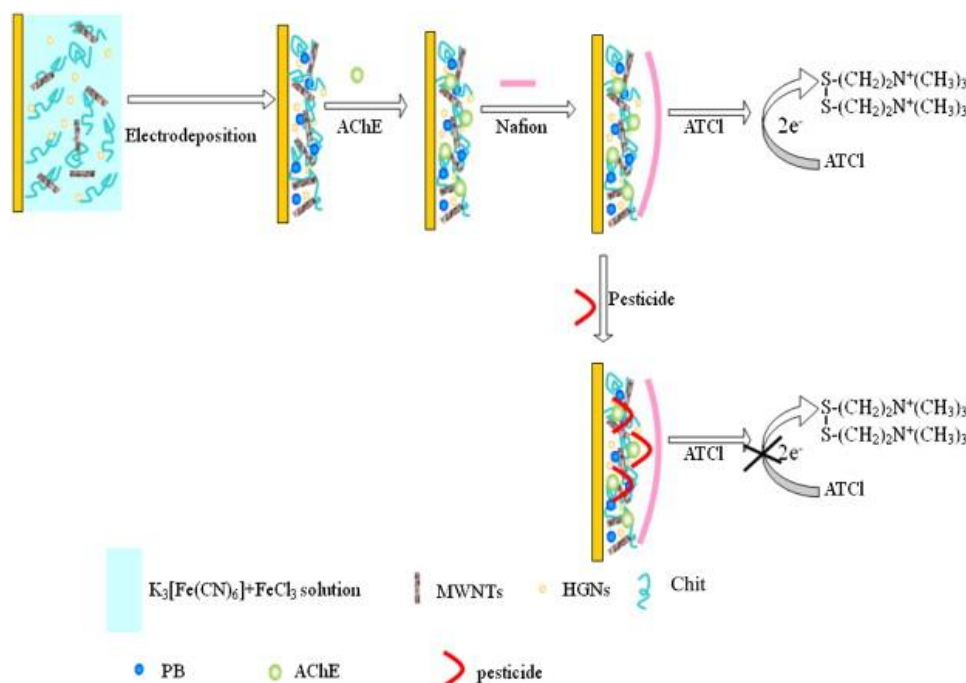 Electrodeposition
AChE
Nafion
ATCl
S-(CH₂)₂N⁺(CH₃)₃
S-(CH₂)₂N⁺(CH₃)₃
2e⁻
ATCl
Pesticide
ATCl
S-(CH₂)₂N⁺(CH₃)₃
S-(CH₂)₂N⁺(CH₃)₃
2e⁻
ATCl
K₃[Fe(CN)₆]+FeCl₃ solution
MWNTs
HGNs
Chit
PB
AChE
pesticide